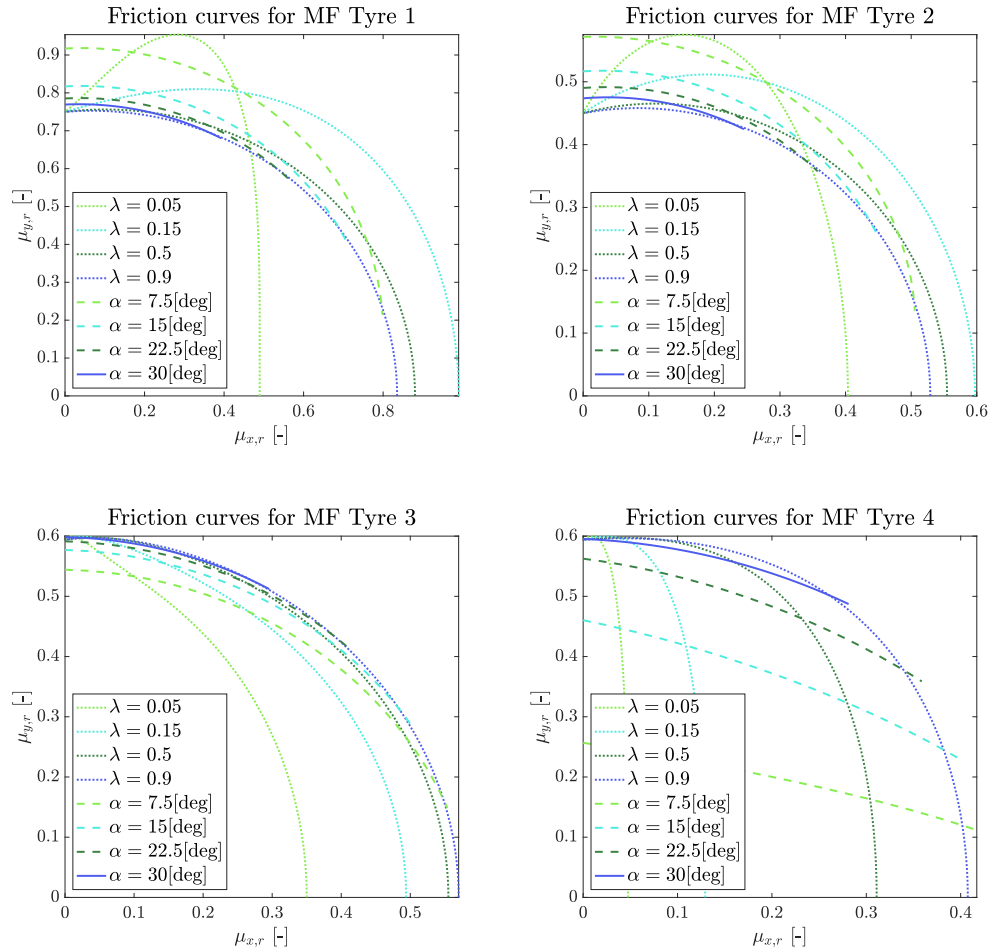 Friction curves for MF Tyre 1
0.9
0.8
0.7
0.6
0.5
0.4
0.3
0.2
0.1
0
μy,r [-]
λ = 0.05
λ = 0.15
λ = 0.5
λ = 0.9
α = 7.5[deg]
α = 15[deg]
α = 22.5[deg]
α = 30[deg]
0 0.2 0.4 0.6 0.8
μx,r [-]
Friction curves for MF Tyre 2
0.5
0.4
0.3
0.2
0.1
0
μy,r [-]
λ = 0.05
λ = 0.15
λ = 0.5
λ = 0.9
α = 7.5[deg]
α = 15[deg]
α = 22.5[deg]
α = 30[deg]
0 0.1 0.2 0.3 0.4 0.5 0.6
μx,r [-]
Friction curves for MF Tyre 3
0.6
0.5
0.4
0.3
0.2
0.1
0
μy,r [-]
λ = 0.05
λ = 0.15
λ = 0.5
λ = 0.9
α = 7.5[deg]
α = 15[deg]
α = 22.5[deg]
α = 30[deg]
0 0.1 0.2 0.3 0.4 0.5
μx,r [-]
Friction curves for MF Tyre 4
0.6
0.5
0.4
0.3
0.2
0.1
0
μy,r [-]
λ = 0.05
λ = 0.15
λ = 0.5
λ = 0.9
α = 7.5[deg]
α = 15[deg]
α = 22.5[deg]
α = 30[deg]
0 0.1 0.2 0.3 0.4
μx,r [-]